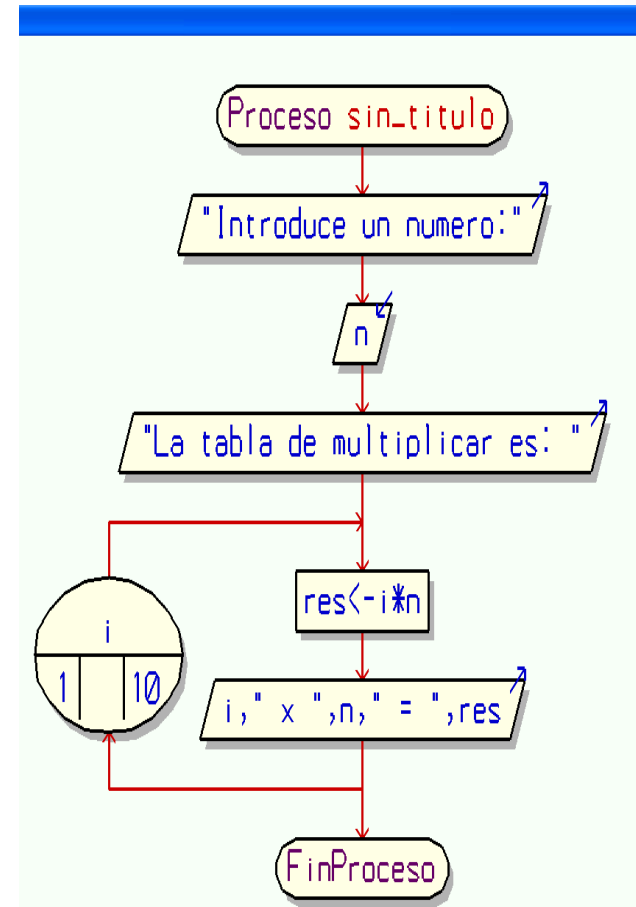 Proceso sin_titulo
"Introduce un numero:"
n
"La tabla de multiplicar es: "
res<-i*n
i
1 10
i," x ",n," = ",res
FinProceso